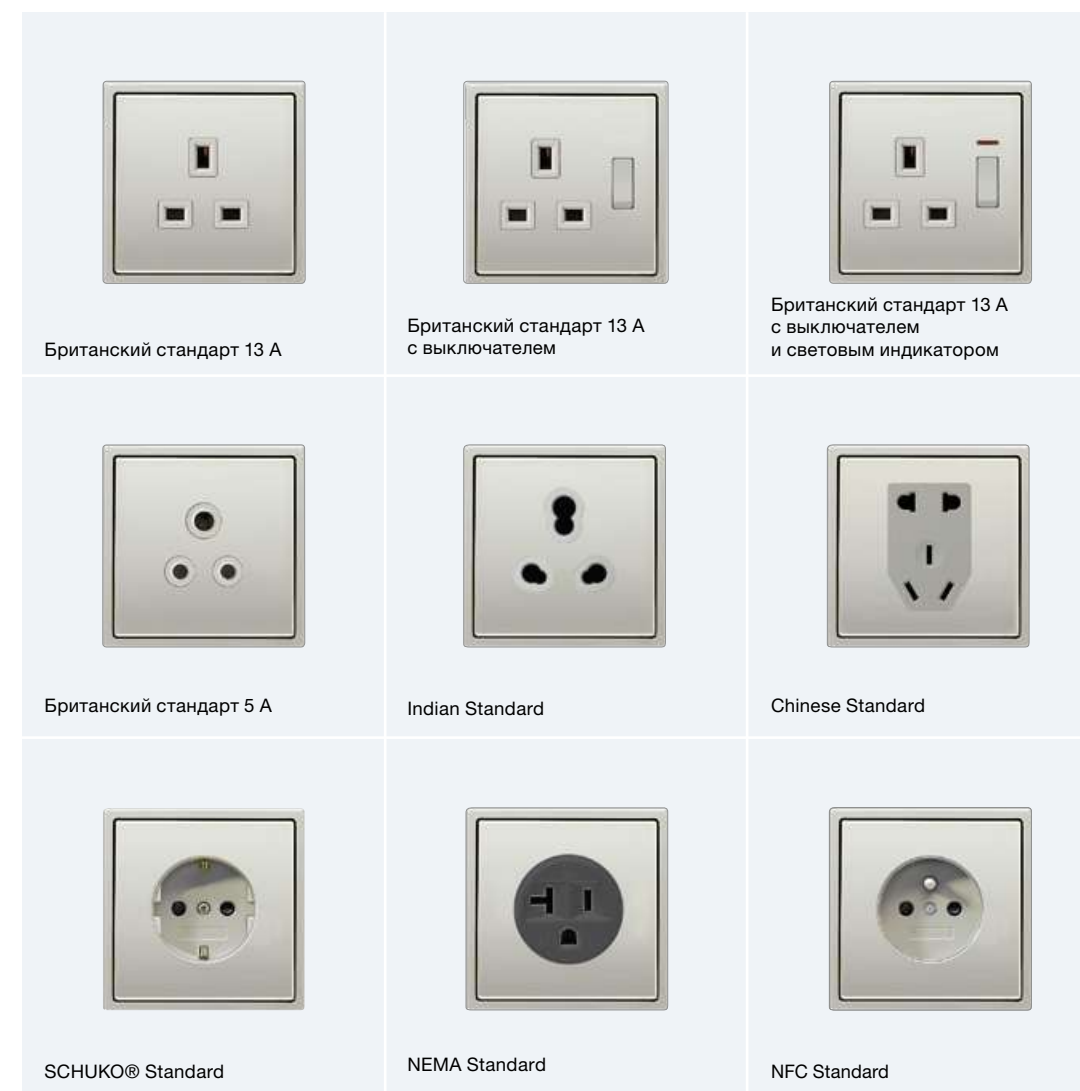 Британский стандарт 13 А
Британский стандарт 13 А
с выключателем
Британский стандарт 13 А
с выключателем
и световым индикатором
Британский стандарт 5 А
Indian Standard
Chinese Standard
SCHUKO® Standard
NEMA Standard
NFC Standard